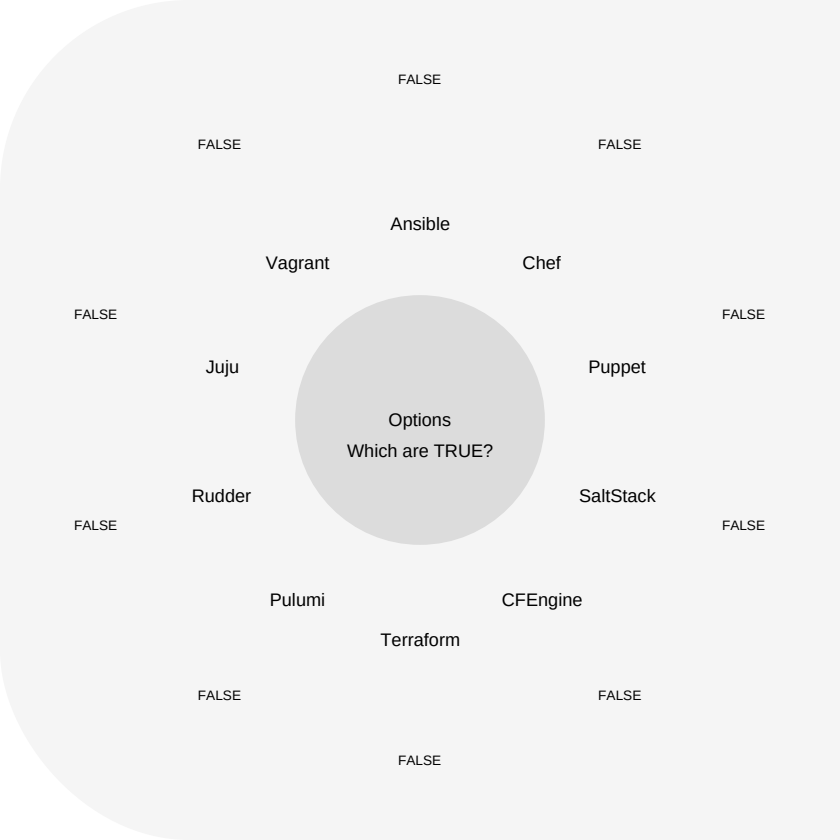 FALSE
FALSE
FALSE
Ansible
Vagrant
Chef
FALSE
FALSE
Juju
Puppet
Options
Which are TRUE?
Rudder
SaltStack
FALSE
FALSE
Pulumi
CFEngine
Terraform
FALSE
FALSE
FALSE